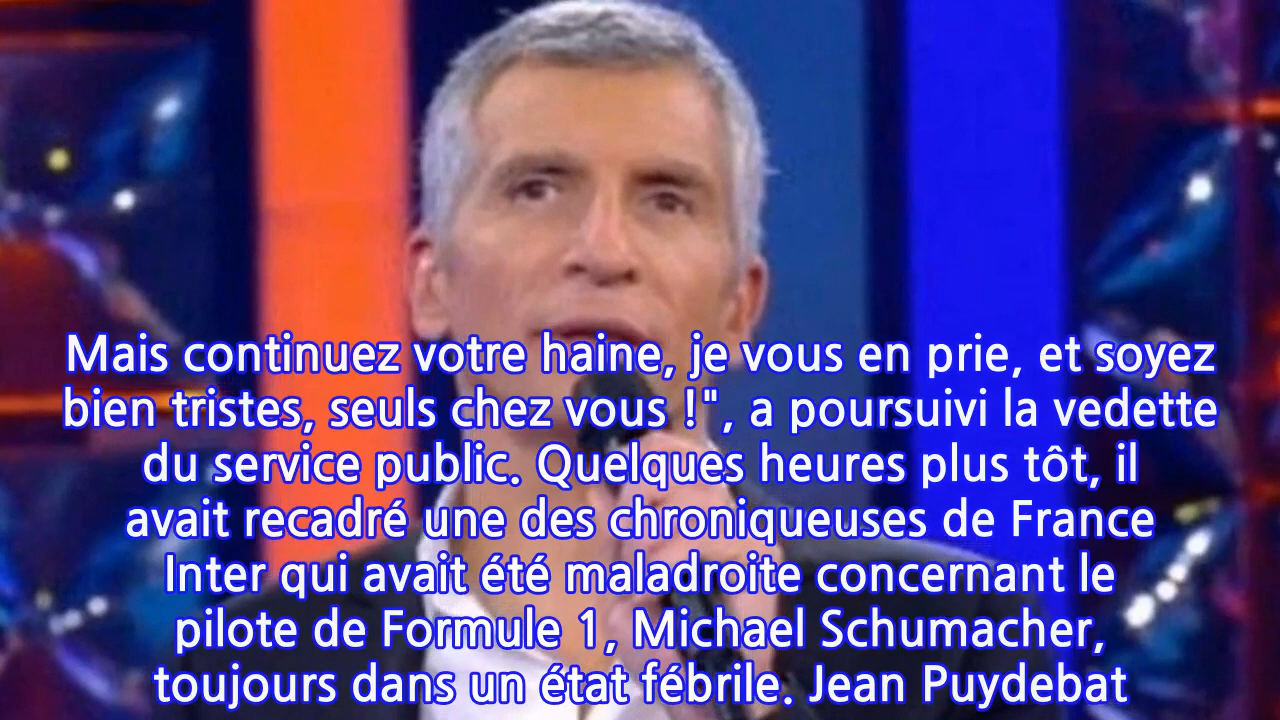 Mais continuez votre haine, je vous en prie, et soyez
bien tristes, seuls chez vous !", a poursuivi la vedette
du service public. Quelques heures plus tôt, il
avait recadré une des chroniqueuses de France
Inter qui avait été maladroite concernant le
pilote de Formule 1, Michael Schumacher,
toujours dans un état fébrile. Jean Puydebat